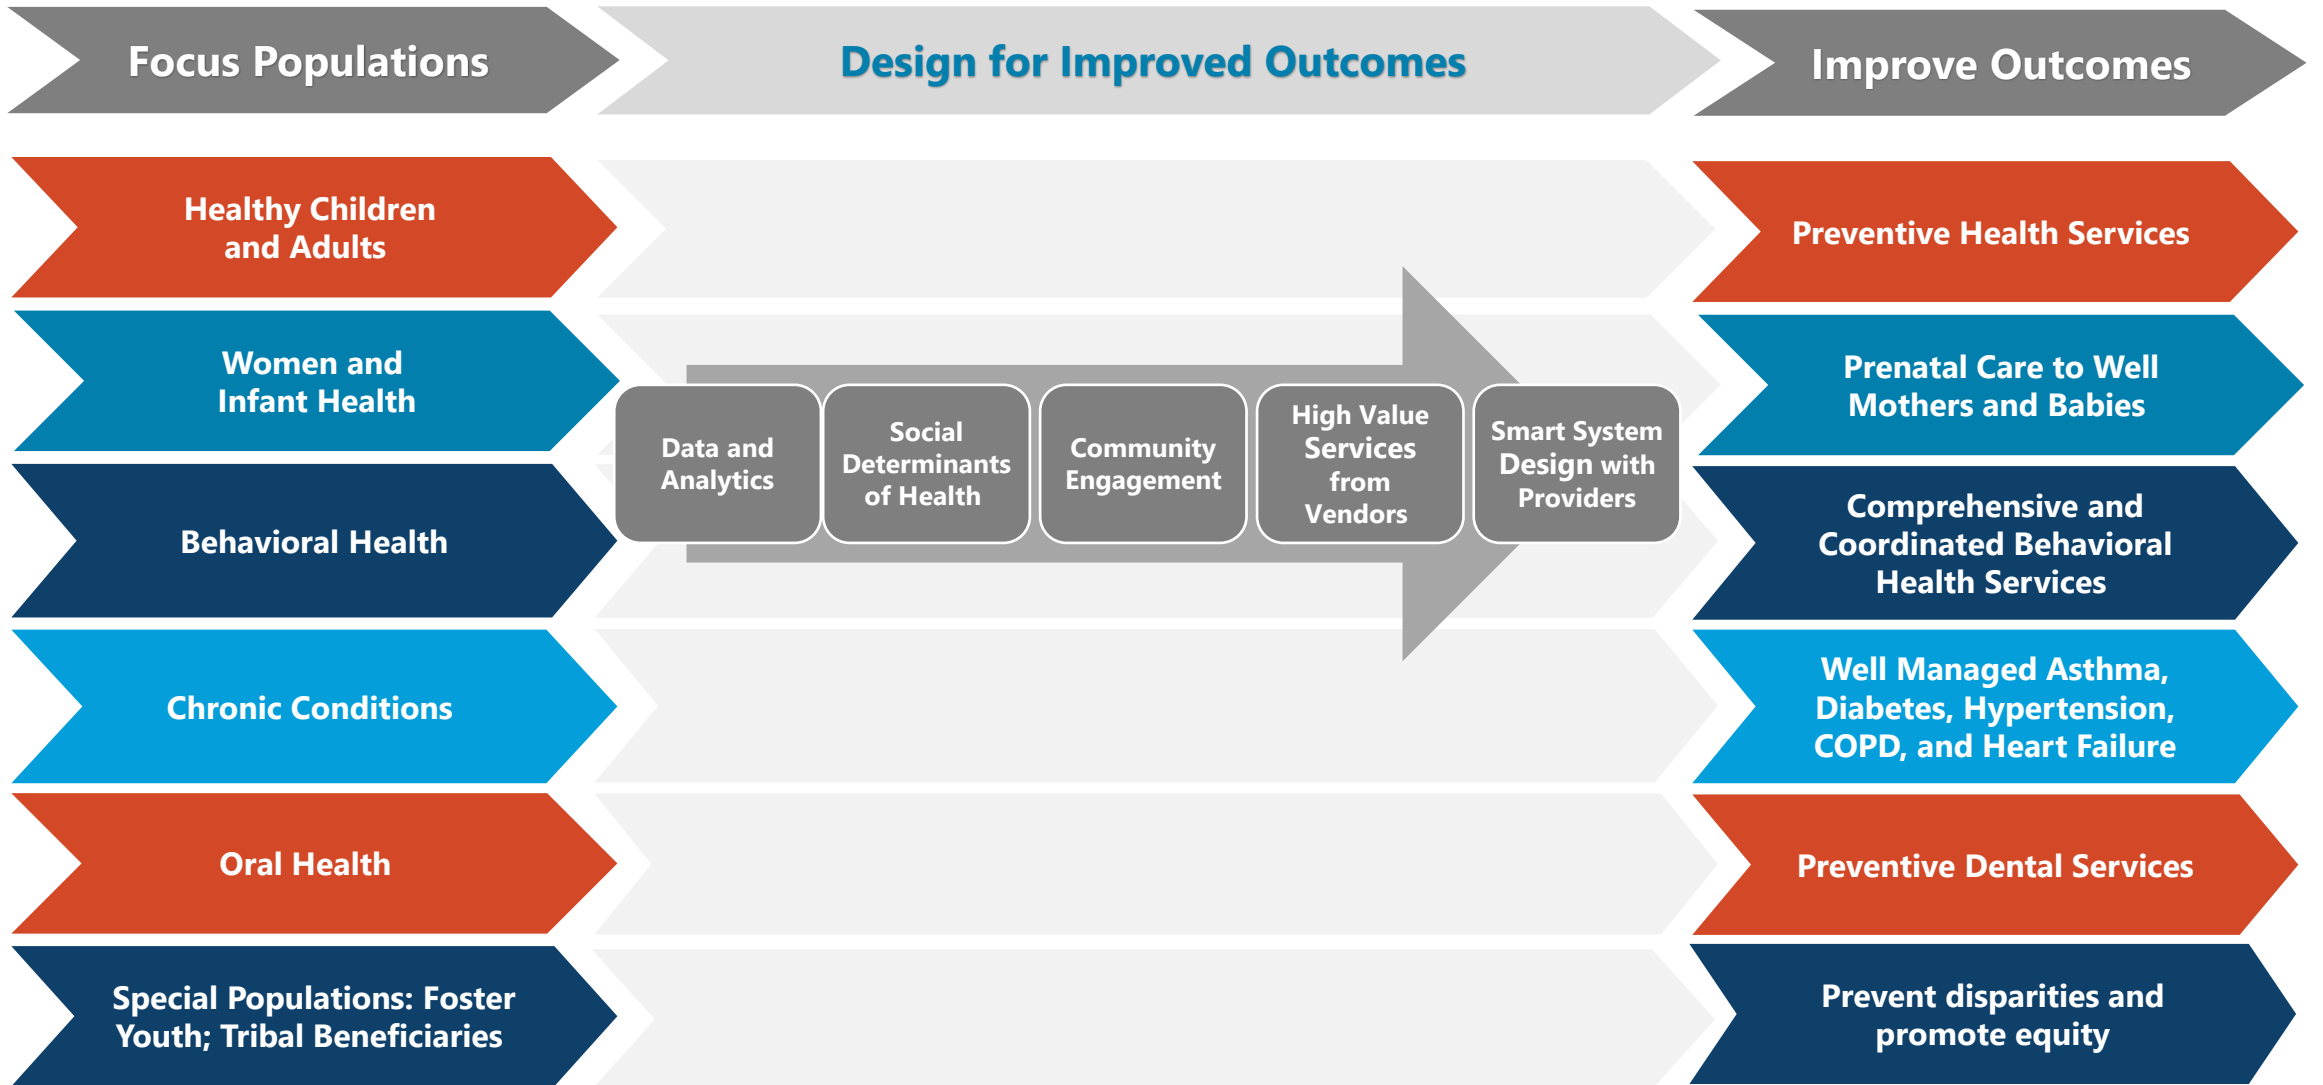 Focus Populations
Design for Improved Outcomes
Improve Outcomes
Healthy Children
and Adults
Preventive Health Services
Women and
Infant Health
Prenatal Care to Well
Mothers and Babies
Data and
Analytics
Social
Determinants
of Health
Community
Engagement
High Value
Services
from
Vendors
Smart System
Design with
Providers
Behavioral Health
Comprehensive and
Coordinated Behavioral
Health Services
Chronic Conditions
Well Managed Asthma,
Diabetes, Hypertension,
COPD, and Heart Failure
Oral Health
Preventive Dental Services
Special Populations: Foster
Youth; Tribal Beneficiaries
Prevent disparities and
promote equity